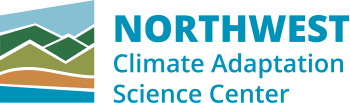 NORTHWEST
Climate Adaptation
Science Center